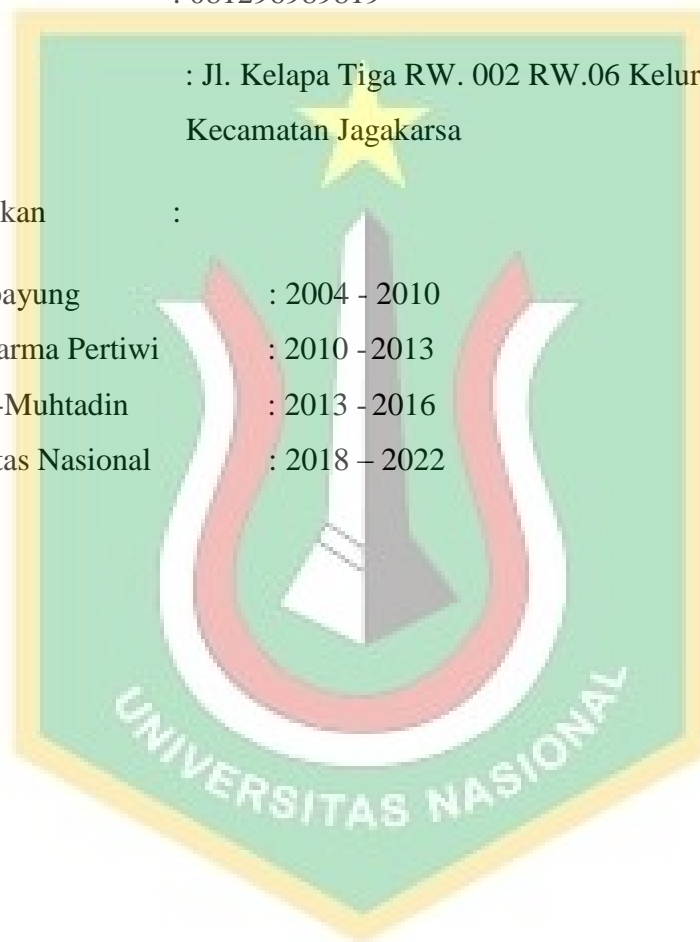 : Jl. Kelapa Tiga RW. 002 RW.06 Kelur
Kecamatan Jagakarsa
kan :
payung : 2004 - 2010
arma Pertiwi : 2010 - 2013
-Muhtadin : 2013 - 2016
tas Nasional : 2018 – 2022
UNIVERSITAS NASIONAL